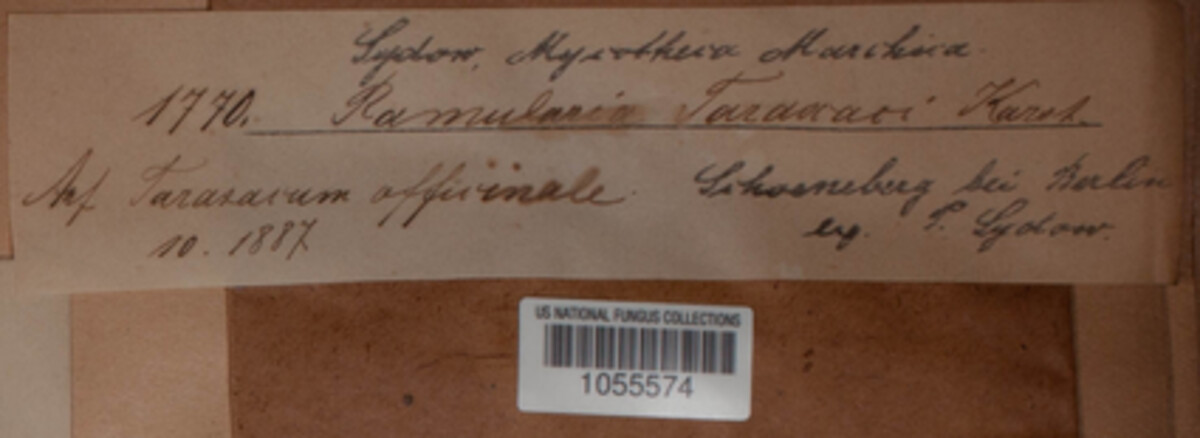 Sydow, Mycotheca Marchica.
1770. Ramularia Taraxaci Karst.
Auf Taraxacum officinale. Schoeneberg bei Berlin
10. 1887 leg. P. Sydow.
US NATIONAL FUNGUS COLLECTIONS
1055574